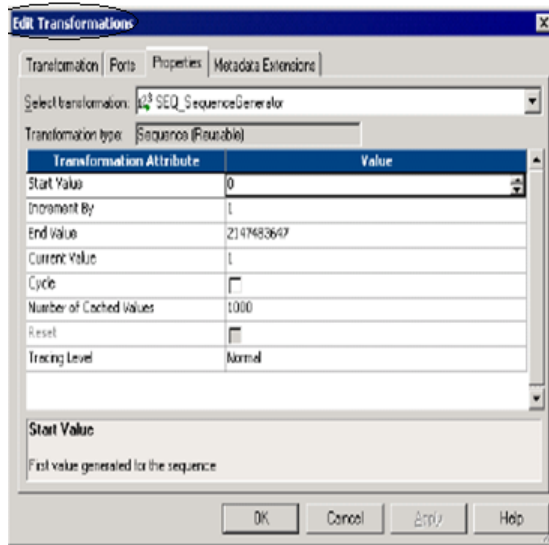 Edit Transformations
Transformation Ports Properties Metadata Extensions
Select transformation: SEQ_SequenceGenerator
Transformation type: Sequence (Reusable)
Transformation Attribute Value
Start Value 0
Increment By 1
End Value 2147483647
Current Value 1
Cycle
Number of Cached Values 1000
Reset
Tracing Level Normal
Start Value
First value generated for the sequence
OK Cancel Apply Help